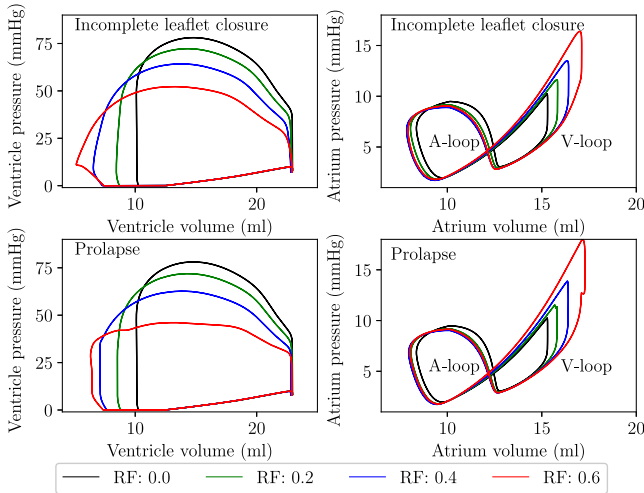 Incomplete leaflet closure
Ventricle pressure (mmHg)
75
50
25
0
10
20
Ventricle volume (ml)
Incomplete leaflet closure
Atrium pressure (mmHg)
15
10
5
A-loop
V-loop
10
15
20
Atrium volume (ml)
Prolapse
Ventricle pressure (mmHg)
75
50
25
0
10
20
Ventricle volume (ml)
Prolapse
Atrium pressure (mmHg)
15
10
5
A-loop
V-loop
10
15
20
Atrium volume (ml)
RF: 0.0
RF: 0.2
RF: 0.4
RF: 0.6